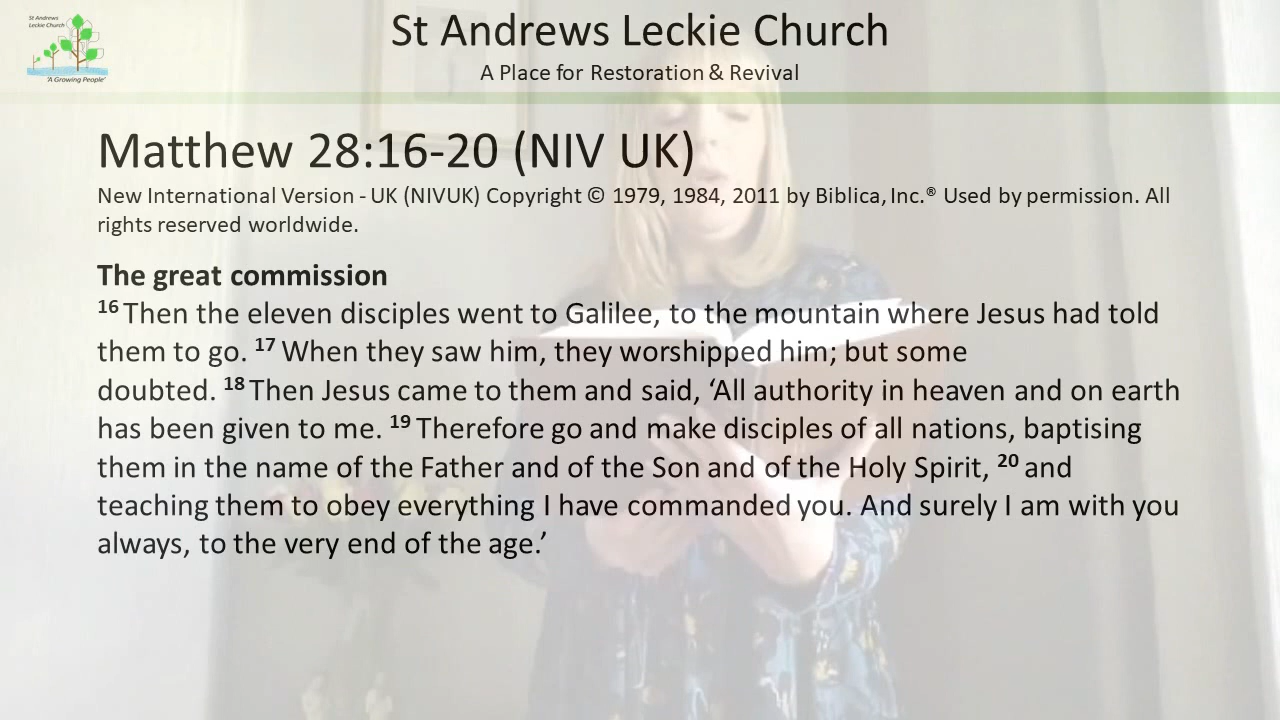 St Andrews
Leckie Church
'A Growing People'
St Andrews Leckie Church
A Place for Restoration & Revival
Matthew 28:16-20 (NIV UK)
New International Version - UK (NIVUK) Copyright © 1979, 1984, 2011 by Biblica, Inc.® Used by permission. All
rights reserved worldwide.
The great commission
16 Then the eleven disciples went to Galilee, to the mountain where Jesus had told
them to go. 17 When they saw him, they worshipped him; but some
doubted. 18 Then Jesus came to them and said, ‘All authority in heaven and on earth
has been given to me. 19 Therefore go and make disciples of all nations, baptising
them in the name of the Father and of the Son and of the Holy Spirit, 20 and
teaching them to obey everything I have commanded you. And surely I am with you
always, to the very end of the age.’